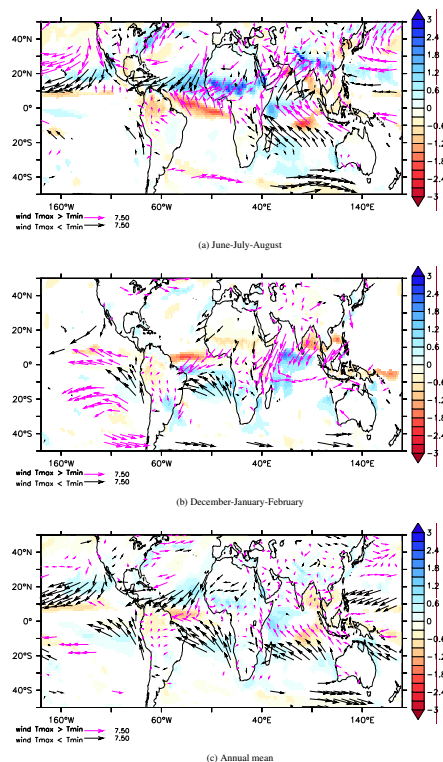 40°N
20°N
0°C
20°S
40°S
160°W
60°W
40°E
140°E
3
2.4
1.8
1.2
0.6
0
−0.6
−1.2
−1.8
−2.4
−3
wind Tmax > Tmin 7.50
wind Tmax < Tmin 7.50
(a) June-July-August
40°N
20°N
0°C
20°S
40°S
160°W
60°W
40°E
140°E
3
2.4
1.8
1.2
0.6
0
−0.6
−1.2
−1.8
−2.4
−3
wind Tmax > Tmin 7.50
wind Tmax < Tmin 7.50
(b) December-January-February
40°N
20°N
0°C
20°S
40°S
160°W
60°W
40°E
140°E
3
2.4
1.8
1.2
0.6
0
−0.6
−1.2
−1.8
−2.4
−3
wind Tmax > Tmin 7.50
wind Tmax < Tmin 7.50
(c) Annual mean